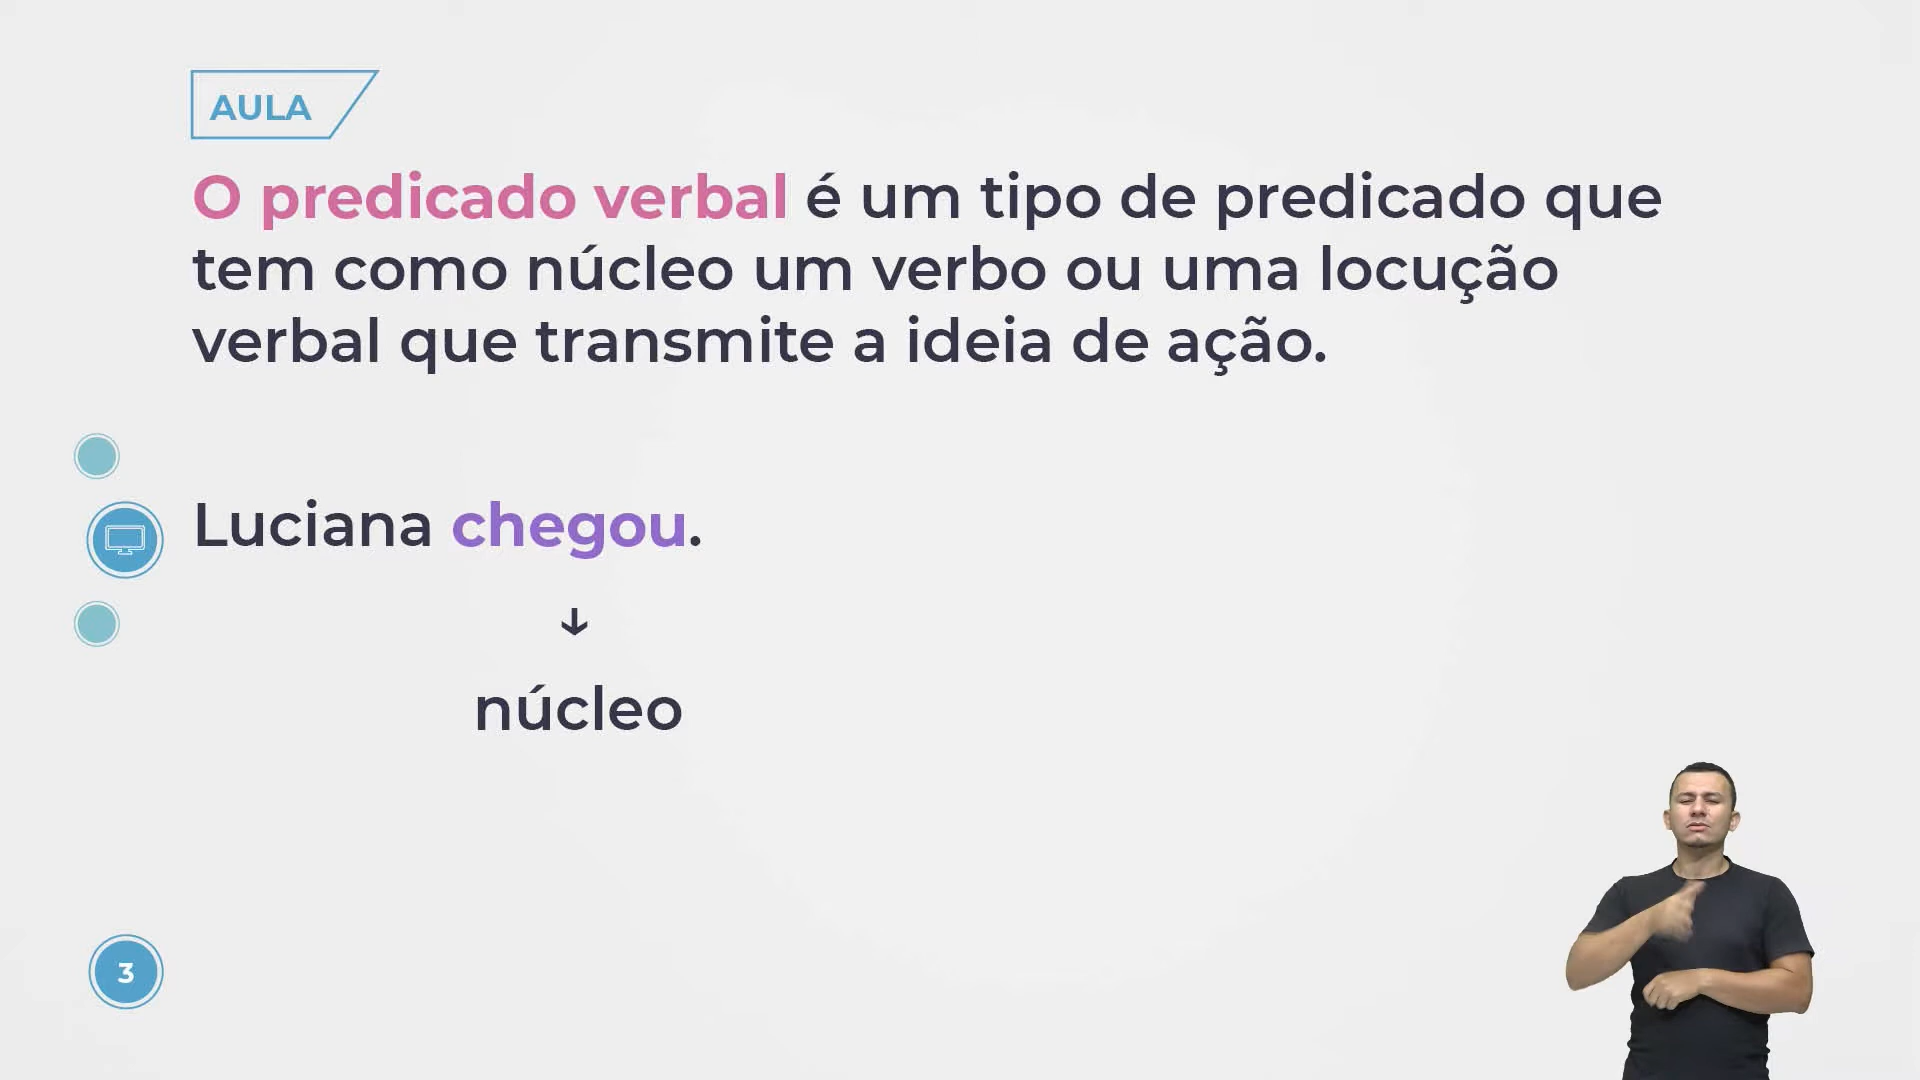 AULA
O predicado verbal é um tipo de predicado que
tem como núcleo um verbo ou uma locução
verbal que transmite a ideia de ação.
Luciana chegou.
↓
núcleo
3